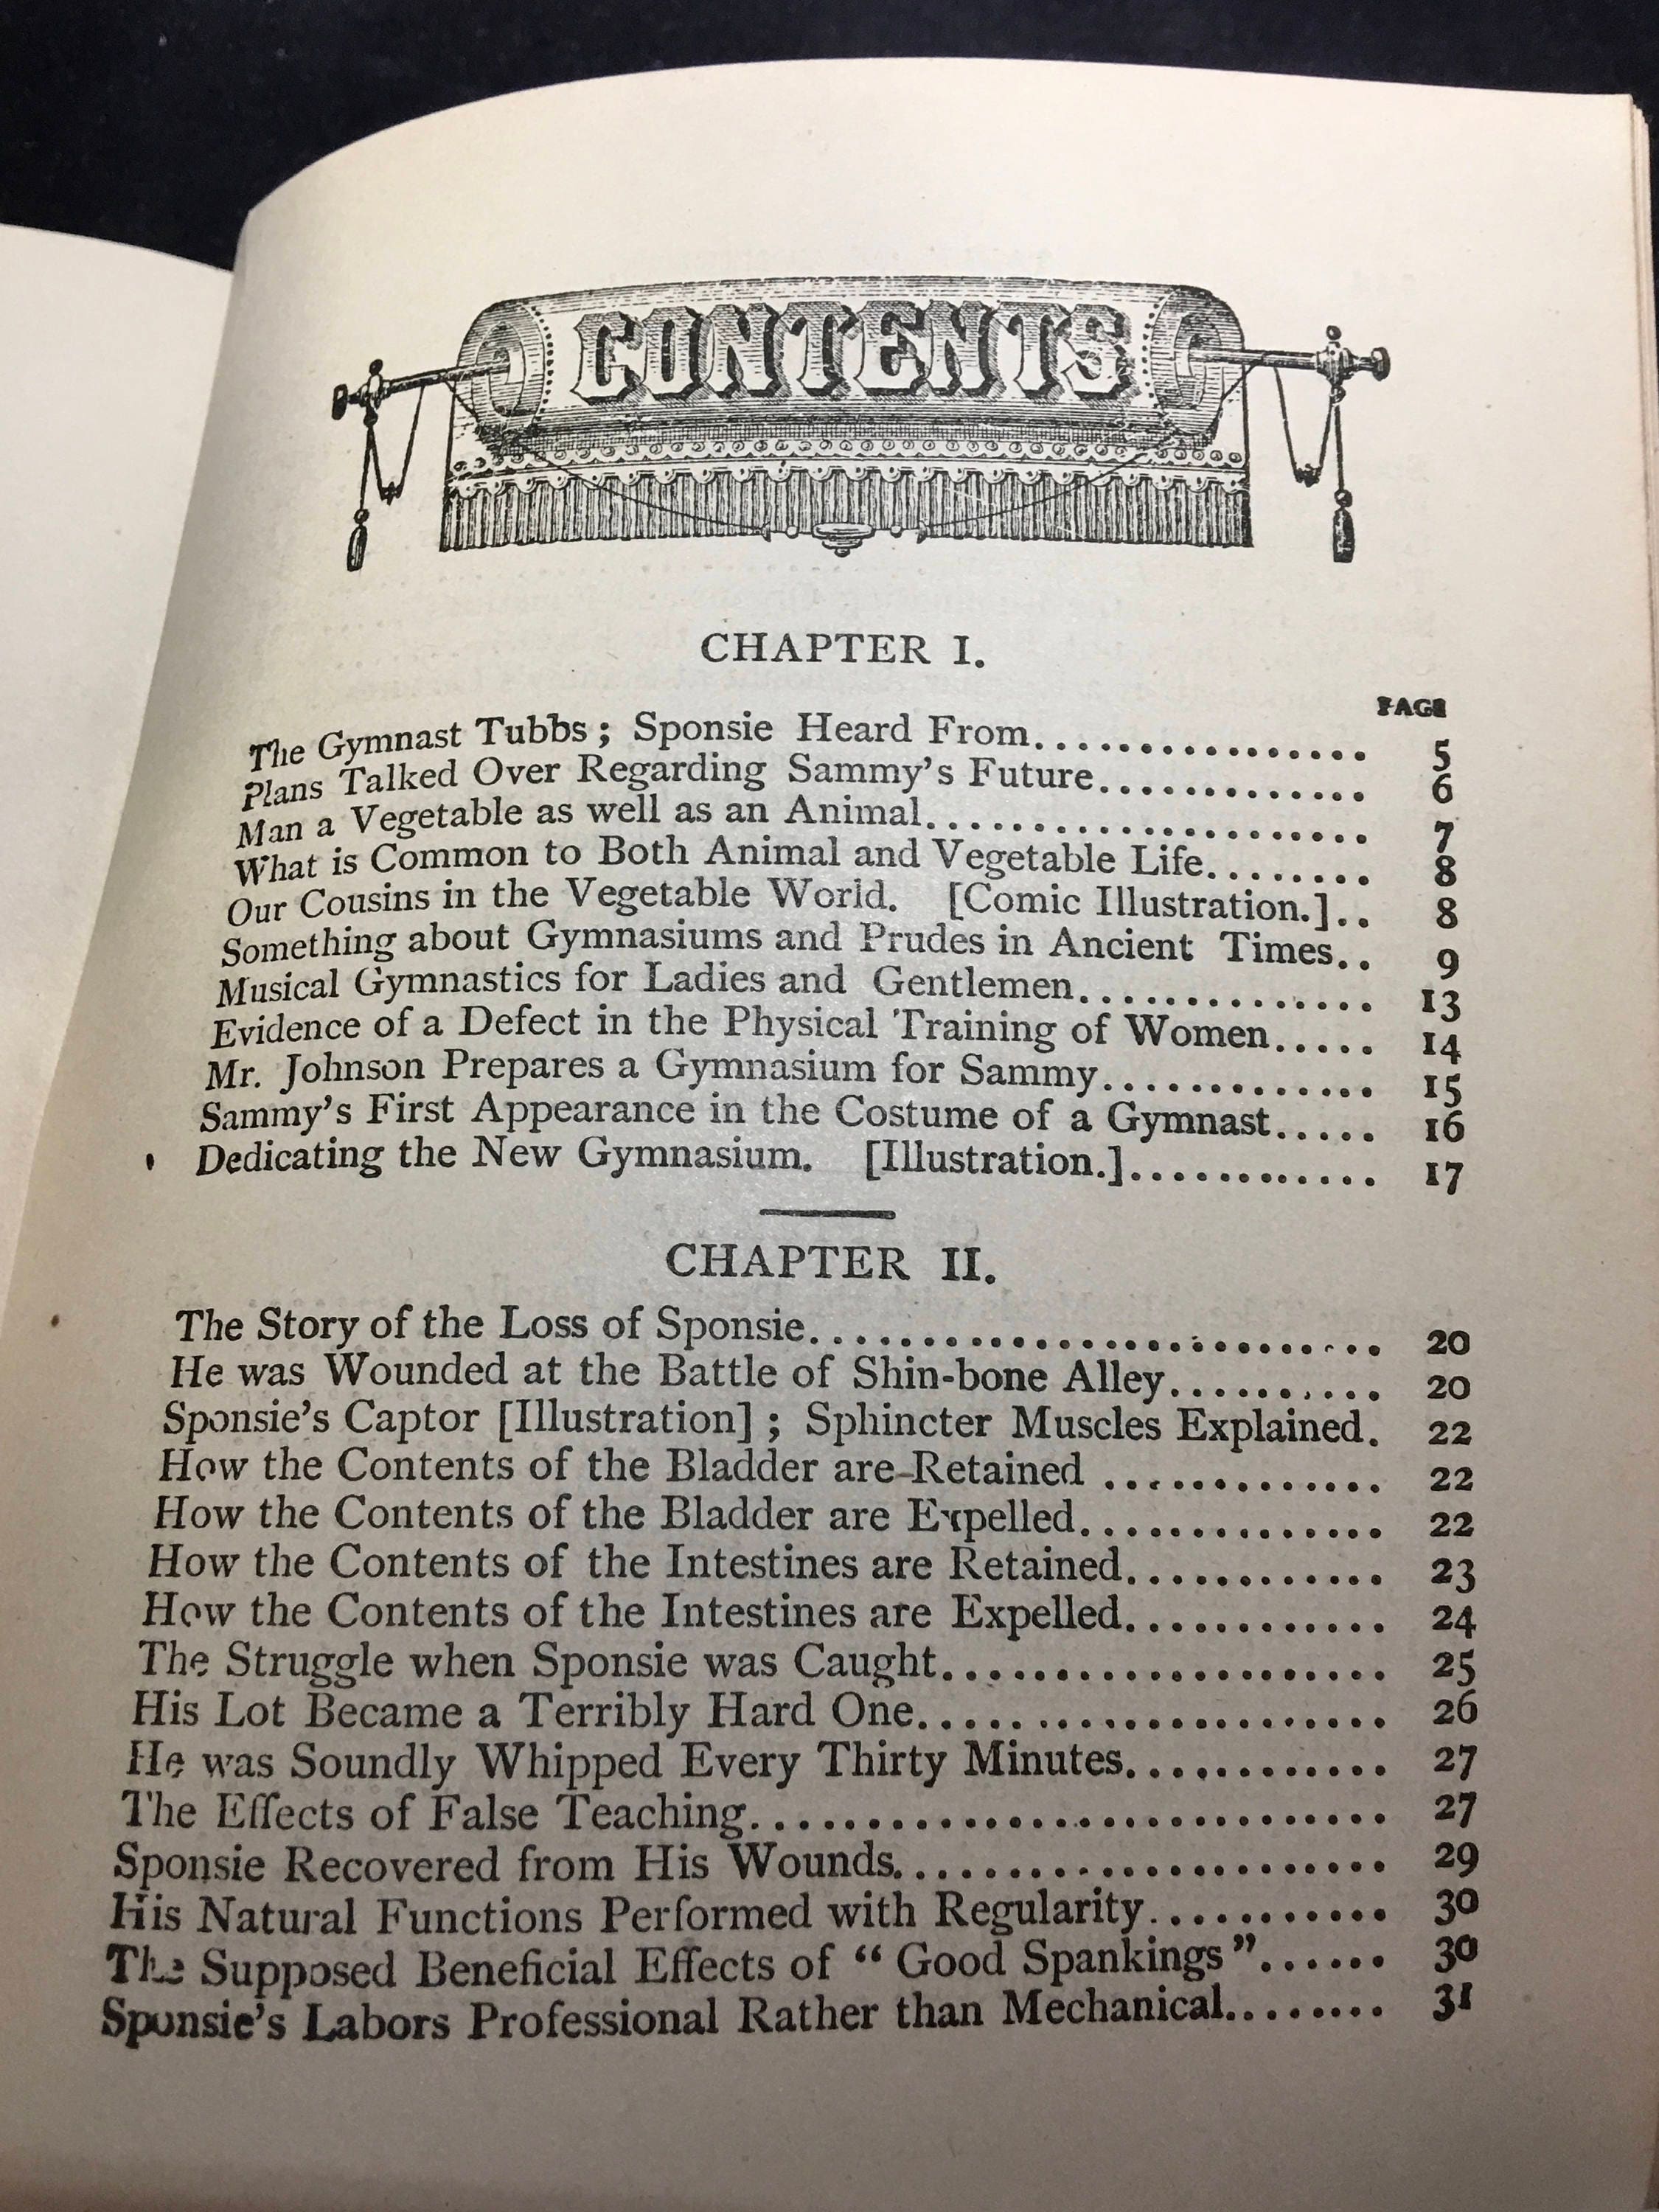 CONTENTS
CHAPTER I.
PAGE
The Gymnast Tubbs; Sponsie Heard From................ 5
Plans Talked Over Regarding Sammy's Future............. 6
Man a Vegetable as well as an Animal..................... 7
What is Common to Both Animal and Vegetable Life........ 8
Our Cousins in the Vegetable World. [Comic Illustration.].. 8
Something about Gymnasiums and Prudes in Ancient Times.. 9
Musical Gymnastics for Ladies and Gentlemen.............. 13
Evidence of a Defect in the Physical Training of Women..... 14
Mr. Johnson Prepares a Gymnasium for Sammy............. 15
Sammy's First Appearance in the Costume of a Gymnast..... 16
Dedicating the New Gymnasium. [Illustration.]............ 17
CHAPTER II.
The Story of the Loss of Sponsie........................... 20
He was Wounded at the Battle of Shin-bone Alley.......... 20
Sponsie's Captor [Illustration]; Sphincter Muscles Explained. 22
How the Contents of the Bladder are Retained ............. 22
How the Contents of the Bladder are Expelled.............. 22
How the Contents of the Intestines are Retained............ 23
How the Contents of the Intestines are Expelled............ 24
The Struggle when Sponsie was Caught..................... 25
His Lot Became a Terribly Hard One...................... 26
He was Soundly Whipped Every Thirty Minutes............ 27
The Effects of False Teaching.............................. 27
Sponsie Recovered from His Wounds....................... 29
His Natural Functions Performed with Regularity........... 30
The Supposed Beneficial Effects of "Good Spankings"...... 30
Sponsie's Labors Professional Rather than Mechanical........ 31